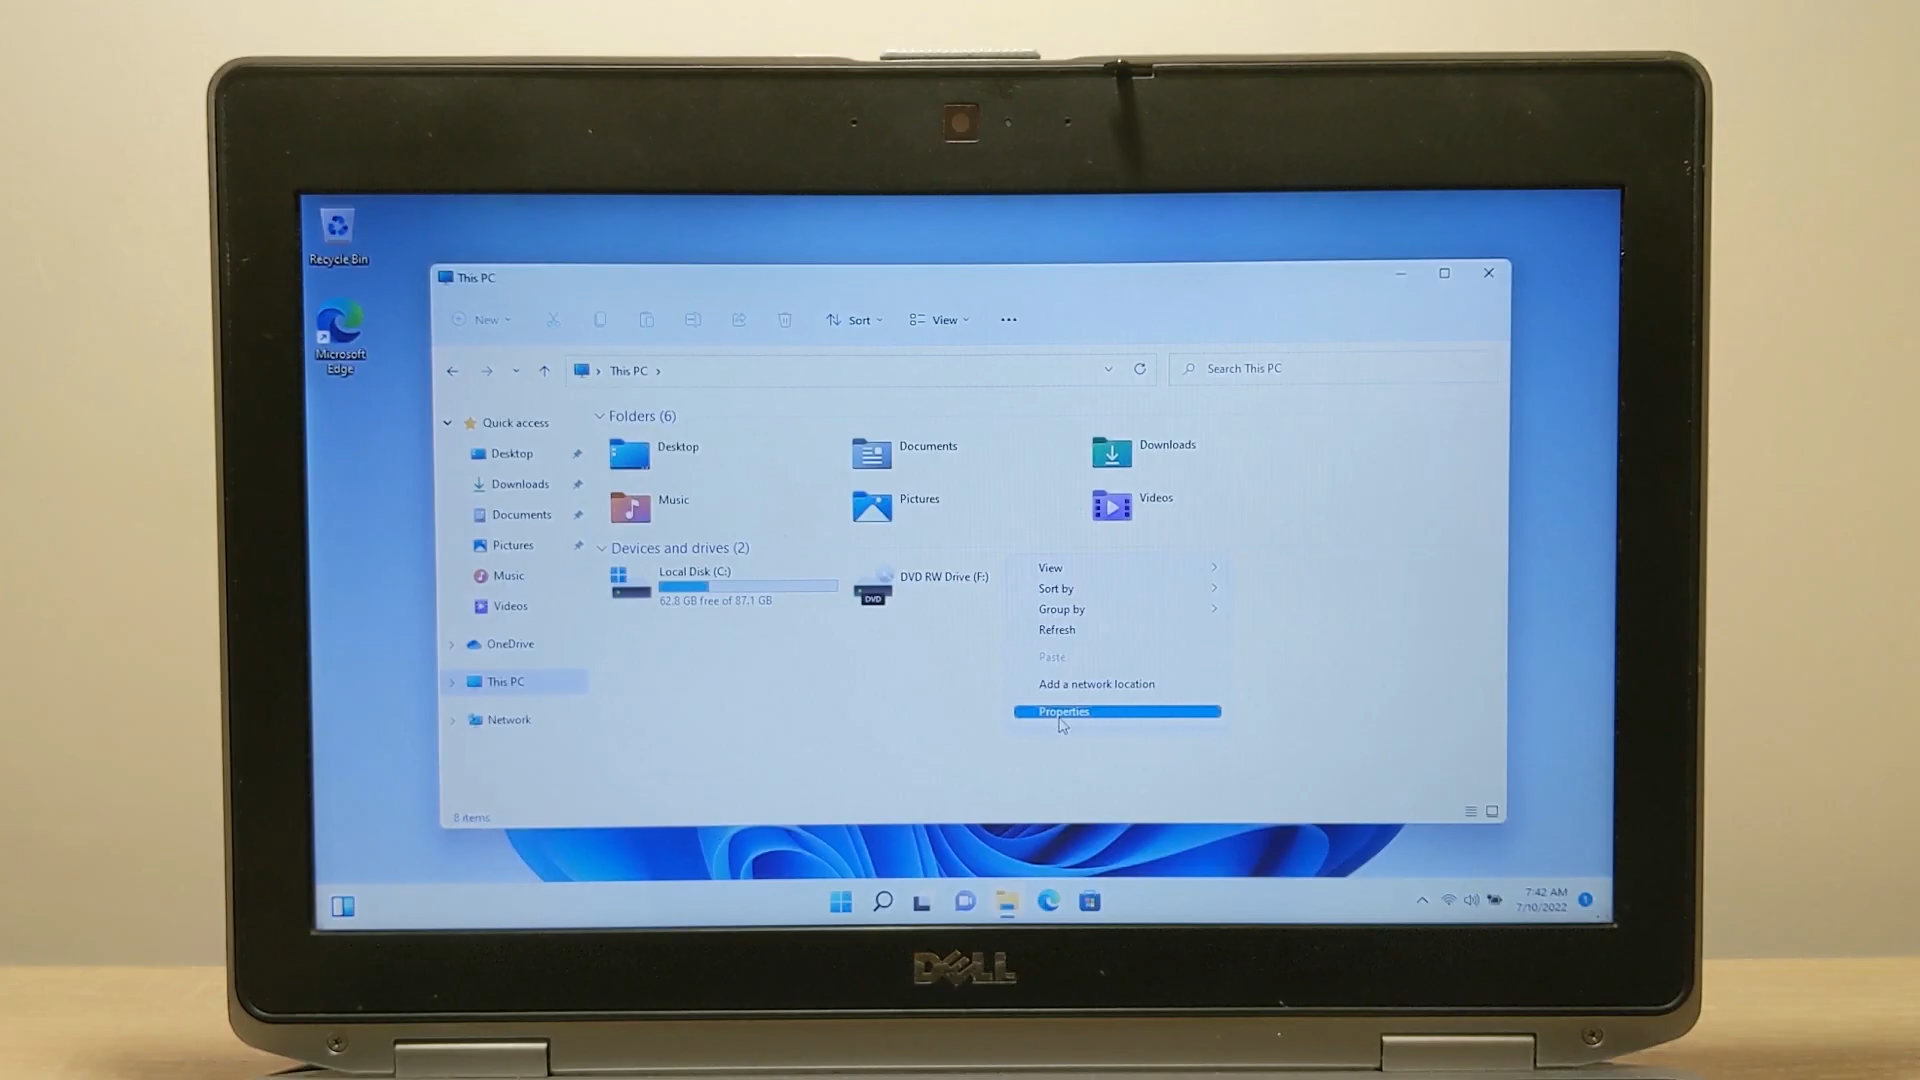 Recycle Bin
Microsoft
Edge
This PC
New
Sort
View
This PC
Search This PC
Quick access
Desktop
Downloads
Documents
Pictures
Music
Videos
OneDrive
This PC
Network
Folders (6)
Desktop
Documents
Downloads
Music
Pictures
Videos
Devices and drives (2)
Local Disk (C:)
62.8 GB free of 87.1 GB
DVD RW Drive (F:)
DVD
View
Sort by
Group by
Refresh
Paste
Add a network location
Properties
8 items
7:42 AM
7/10/2022
1
DELL